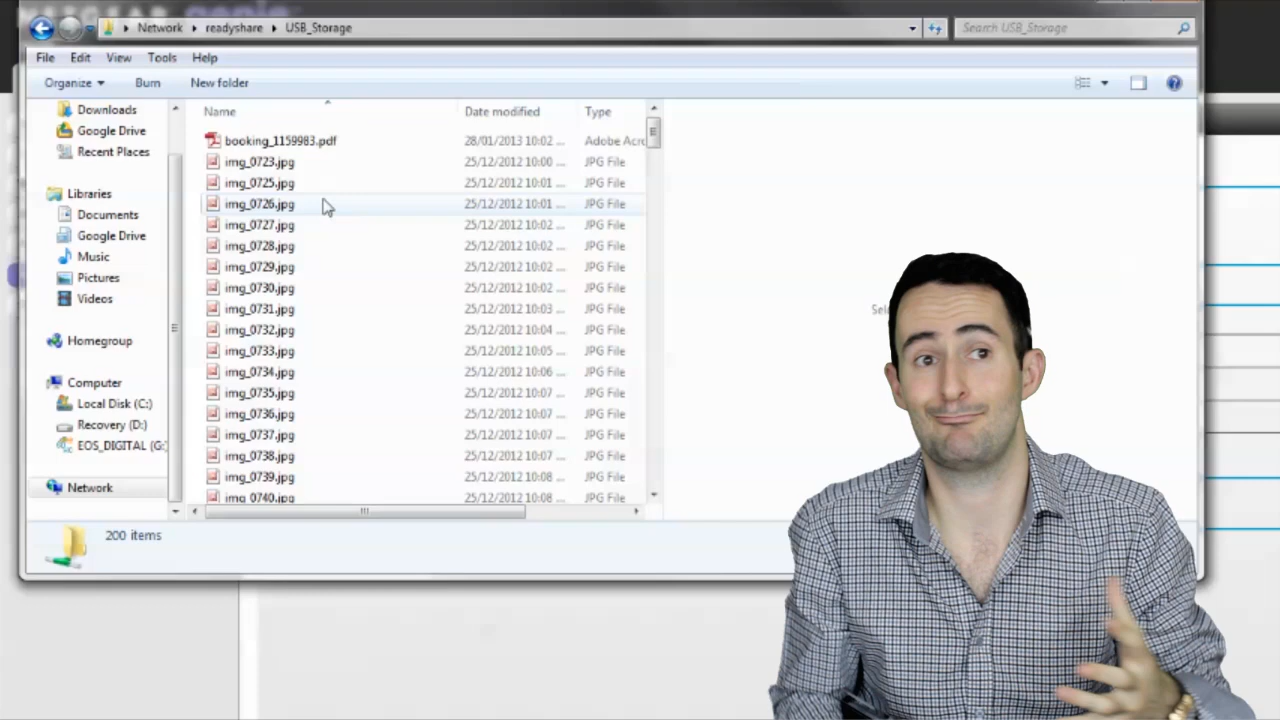 NETGEAR genie
Network ▸ readyshare ▸ USB_Storage
Search USB_Storage
File Edit View Tools Help
Organize Burn New folder
Name Date modified Type
Downloads
Google Drive
Recent Places
Libraries
Documents
Google Drive
Music
Pictures
Videos
Homegroup
Computer
Local Disk (C:)
Recovery (D:)
EOS_DIGITAL (G:
Network
booking_1159983.pdf 28/01/2013 10:02 ... Adobe Acro
img_0723.jpg 25/12/2012 10:00 ... JPG File
img_0725.jpg 25/12/2012 10:01 ... JPG File
img_0726.jpg 25/12/2012 10:01 ... JPG File
img_0727.jpg 25/12/2012 10:02 ... JPG File
img_0728.jpg 25/12/2012 10:02 ... JPG File
img_0729.jpg 25/12/2012 10:02 ... JPG File
img_0730.jpg 25/12/2012 10:02 ... JPG File
img_0731.jpg 25/12/2012 10:03 ... JPG File
img_0732.jpg 25/12/2012 10:04 ... JPG File
img_0733.jpg 25/12/2012 10:05 ... JPG File
img_0734.jpg 25/12/2012 10:06 ... JPG File
img_0735.jpg 25/12/2012 10:07 ... JPG File
img_0736.jpg 25/12/2012 10:07 ... JPG File
img_0737.jpg 25/12/2012 10:07 ... JPG File
img_0738.jpg 25/12/2012 10:07 ... JPG File
img_0739.jpg 25/12/2012 10:08 ... JPG File
img_0740.jpg 25/12/2012 10:08 ... JPG File
Sele
200 items